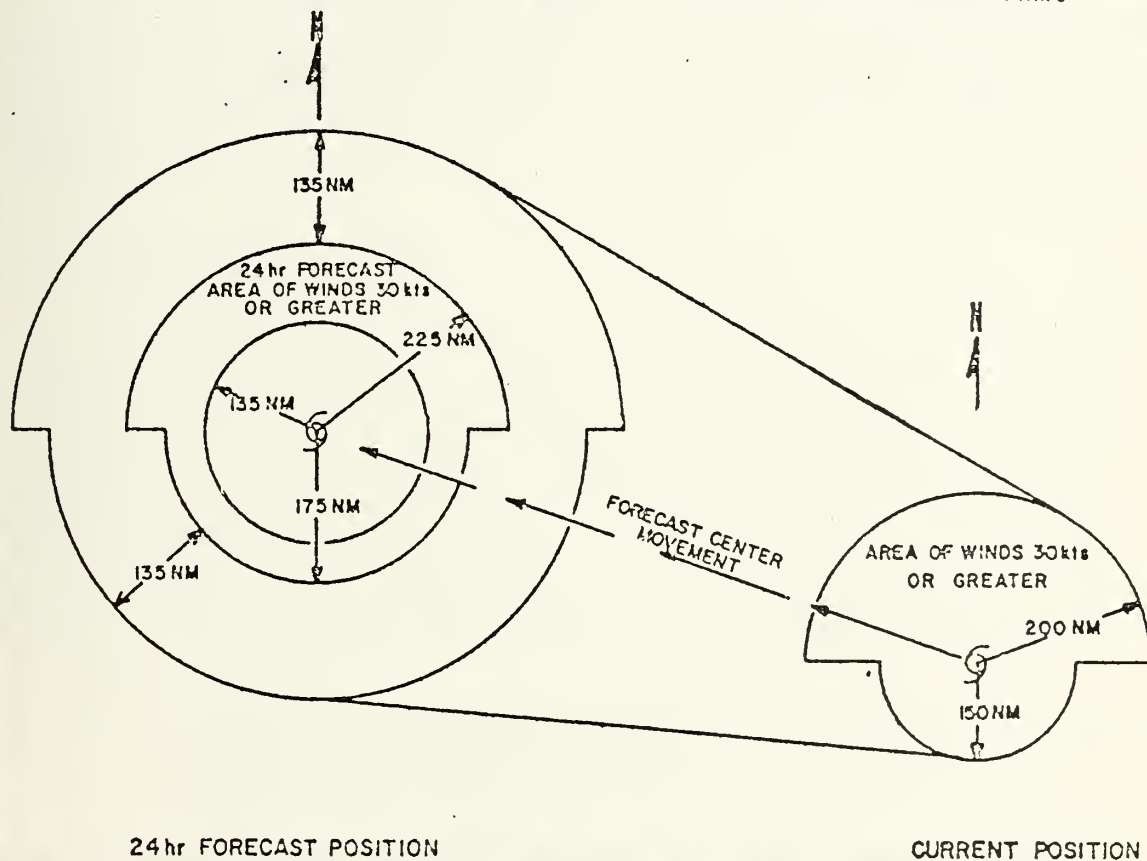 N
135 NM
24 hr FORECAST
AREA OF WINDS 30 kts
OR GREATER
225 NM
135 NM
175 NM
135 NM
FORECAST CENTER
MOVEMENT
N
AREA OF WINDS 30 kts
OR GREATER
200 NM
150 NM
24 hr FORECAST POSITION
CURRENT POSITION